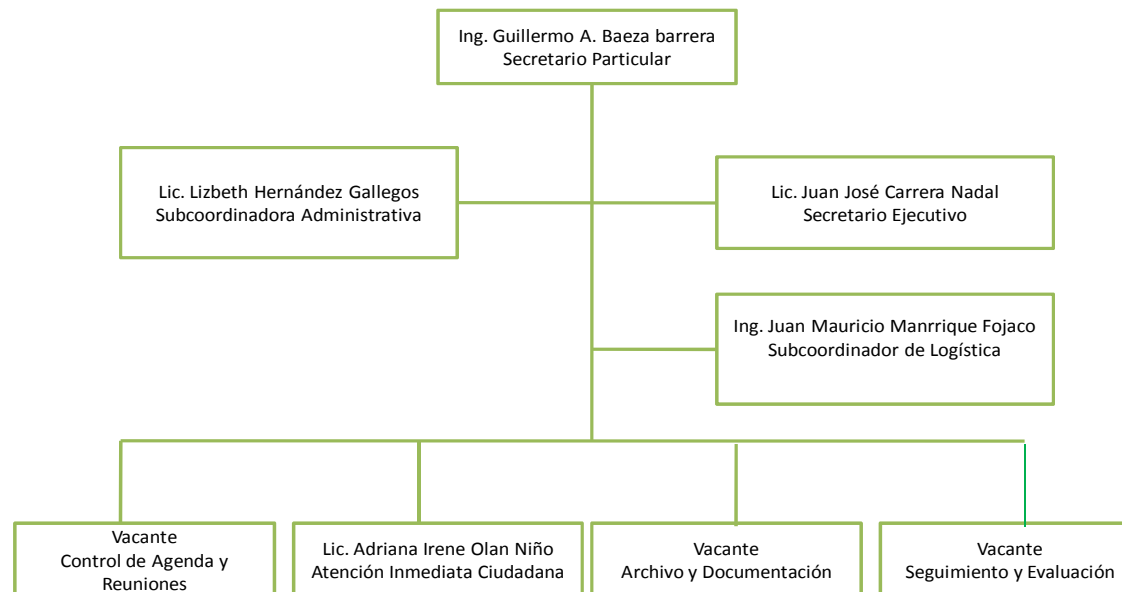 Ing. Guillermo A. Baeza barrera
Secretario Particular
Lic. Lizbeth Hernández Gallegos
Subcoordinadora Administrativa
Lic. Juan José Carrera Nadal
Secretario Ejecutivo
Ing. Juan Mauricio Manrrique Fojaco
Subcoordinador de Logística
Vacante
Control de Agenda y
Reuniones
Lic. Adriana Irene Olan Niño
Atención Inmediata Ciudadana
Vacante
Archivo y Documentación
Vacante
Seguimiento y Evaluación